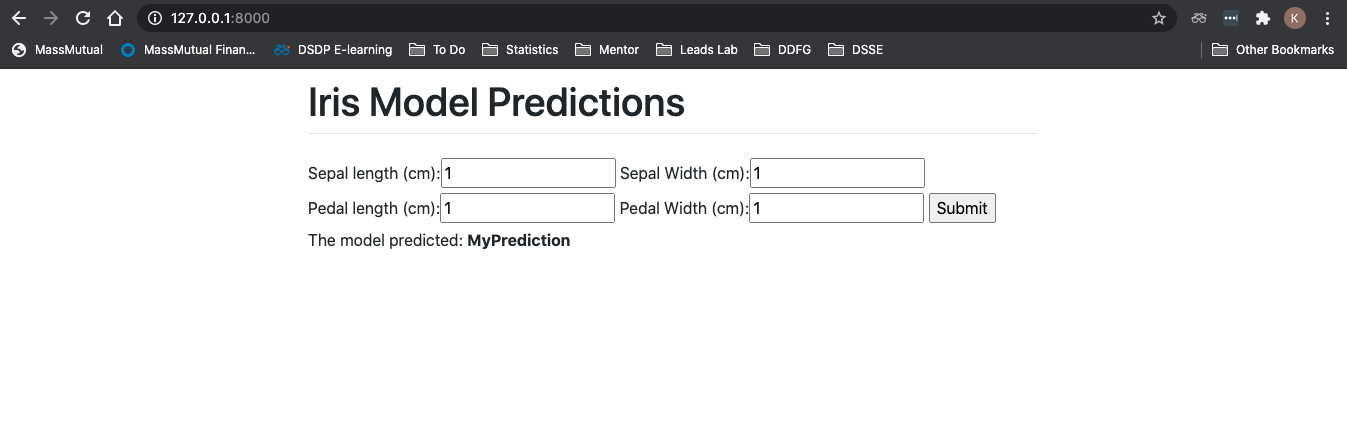 127.0.0.1:8000
K
MassMutual MassMutual Finan... DSDP E-learning To Do Statistics Mentor Leads Lab DDFG DSSE Other Bookmarks
Iris Model Predictions
Sepal length (cm): 1 Sepal Width (cm): 1
Pedal length (cm): 1 Pedal Width (cm): 1 Submit
The model predicted: MyPrediction